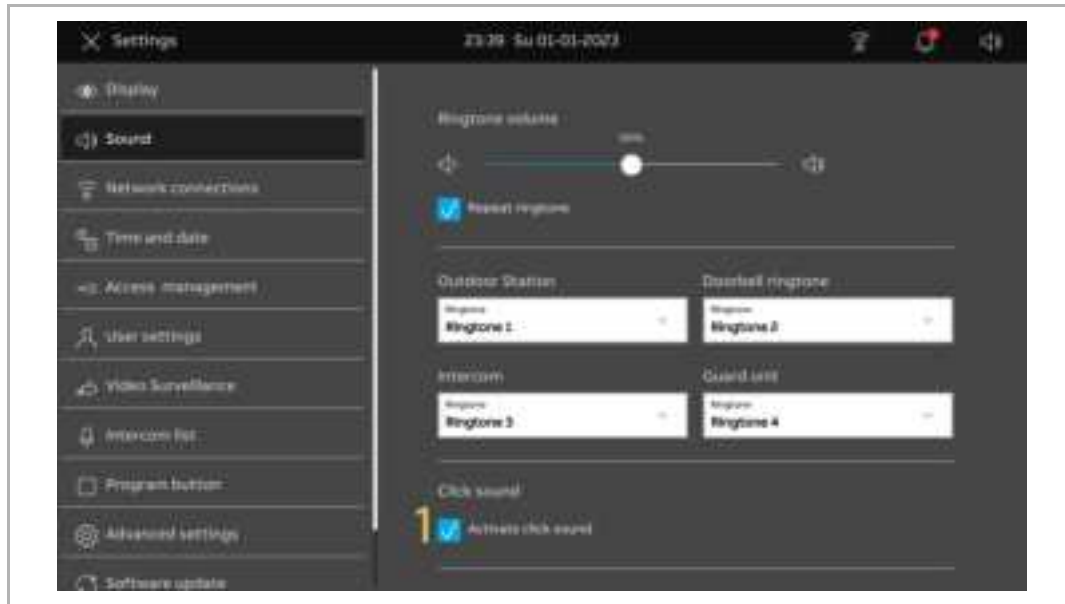 Settings
23:39 Su 01-01-2023
Display
Sound
Network connections
Time and date
Access management
User settings
Video Surveillance
Intercom list
Program button
Advanced settings
Software update
Ringtone volume
Repeat ringtone
Outdoor Station
Doorbell ringtone
Ringtone
Ringtone 1
Ringtone
Ringtone 2
Intercom
Guard unit
Ringtone
Ringtone 3
Ringtone
Ringtone 4
Click sound
1
Activate click sound